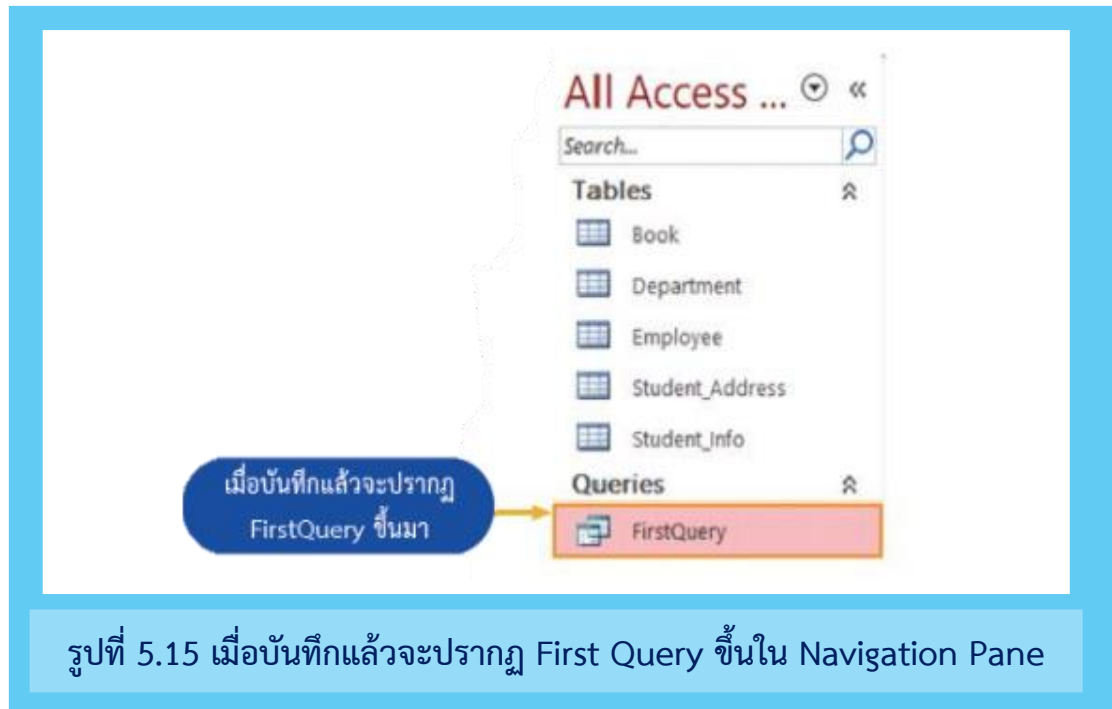 All Access ...
Search...
Tables
Book
Department
Employee
Student_Address
Student_Info
Queries
FirstQuery
เมื่อบันทึกแล้วจะปรากฏ
FirstQuery ขึ้นมา
รูปที่ 5.15 เมื่อบันทึกแล้วจะปรากฏ First Query ขึ้นใน Navigation Pane